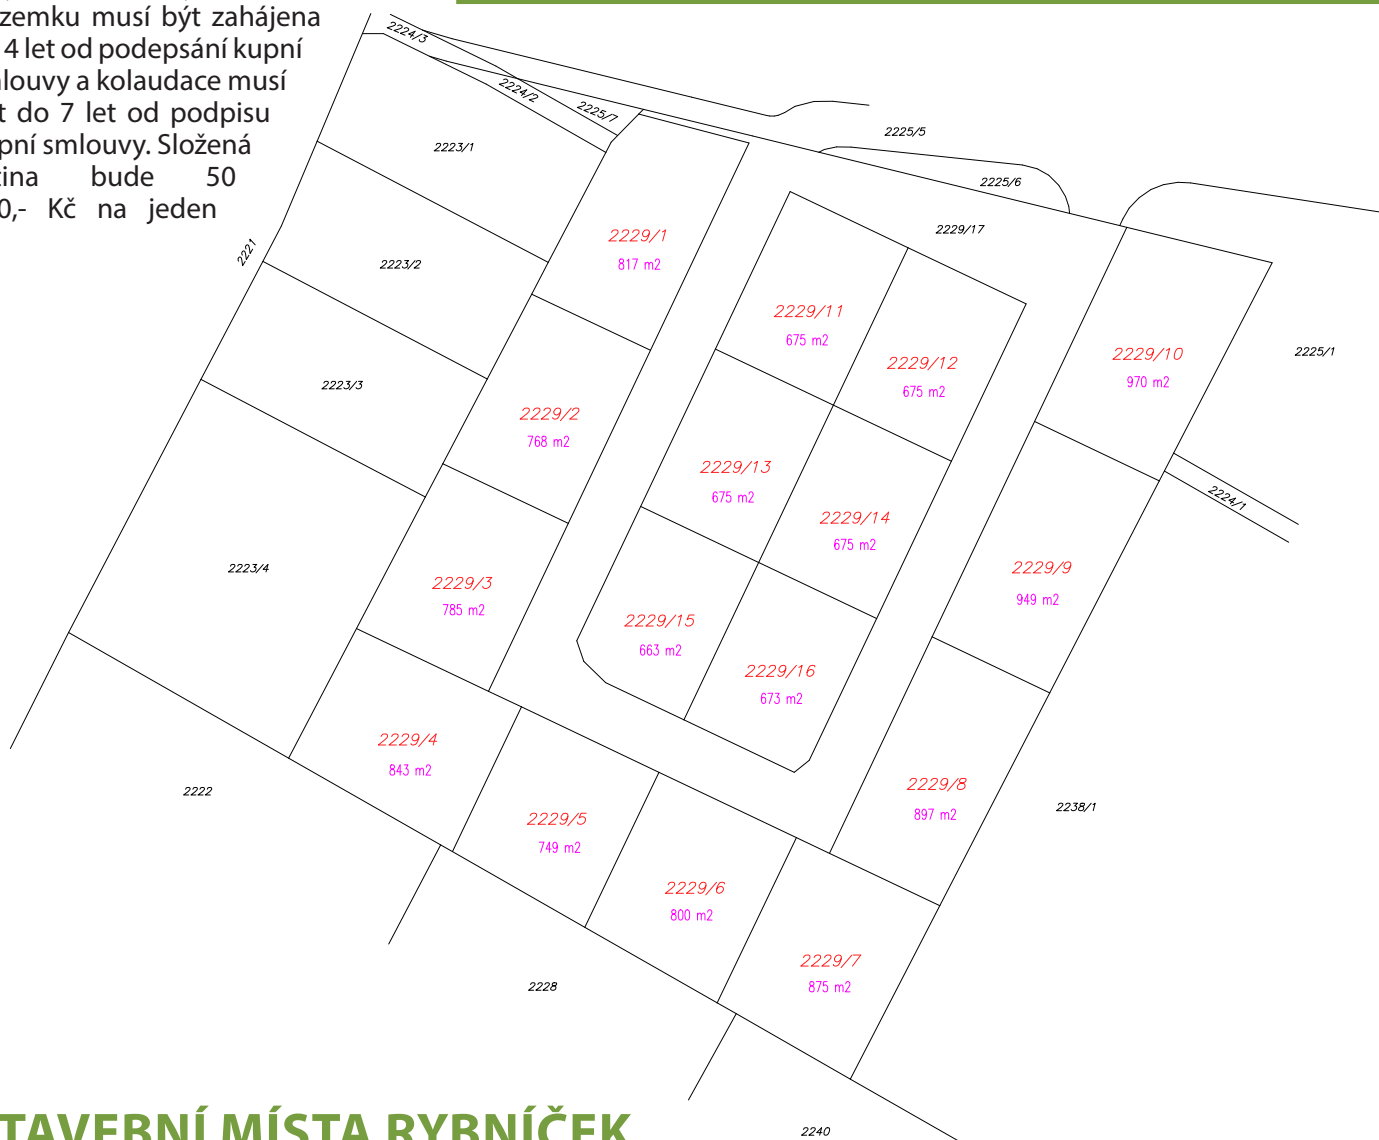 zemku musí být zahájena
4 let od podepsání kupní
louvy a kolaudace musí
t do 7 let od podpisu
pní smlouvy. Složená
ina bude 50
0,- Kč na jeden
2224/3
2224/2
2225/7
2225/5
2223/1
2225/6
2229/17
2221
2223/2
2229/1
817 m2
2229/11
675 m2
2229/12
675 m2
2229/10
970 m2
2225/1
2223/3
2229/2
768 m2
2229/13
675 m2
2229/14
675 m2
2224/1
2223/4
2229/3
785 m2
2229/9
949 m2
2229/15
663 m2
2229/16
673 m2
2229/4
843 m2
2222
2229/8
897 m2
2238/1
2229/5
749 m2
2229/6
800 m2
2228
2229/7
875 m2
TAVEBNÍ MÍSTA RYBNÍČEK
2240